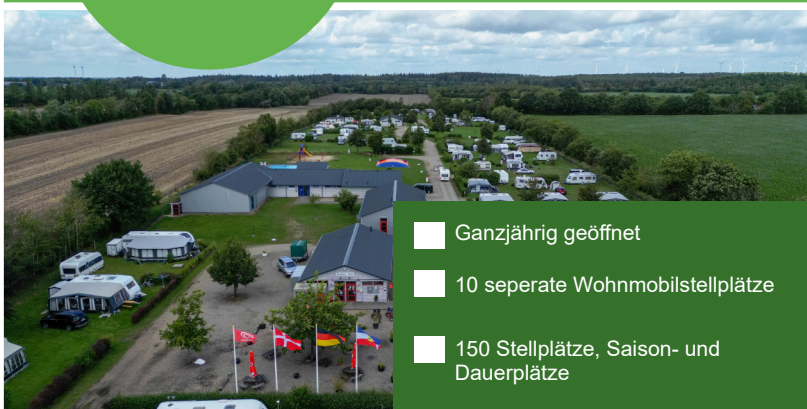 Ganzjährig geöffnet
10 seperate Wohnmobilstellplätze
150 Stellplätze, Saison- und
Dauerplätze